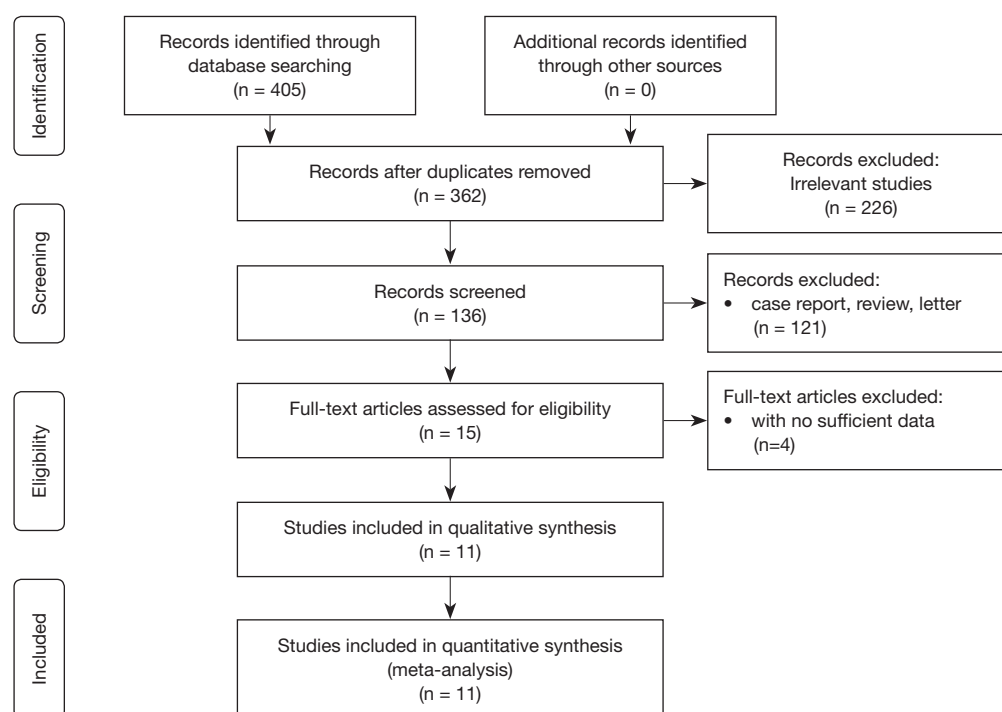 Identification
Records identified through
database searching
(n = 405)
Additional records identified
through other sources
(n = 0)
Records after duplicates removed
(n = 362)
Records excluded:
Irrelevant studies
(n = 226)
Screening
Records screened
(n = 136)
Records excluded:
• case report, review, letter
(n = 121)
Eligibility
Full-text articles assessed for eligibility
(n = 15)
Full-text articles excluded:
• with no sufficient data
(n=4)
Studies included in qualitative synthesis
(n = 11)
Included
Studies included in quantitative synthesis
(meta-analysis)
(n = 11)